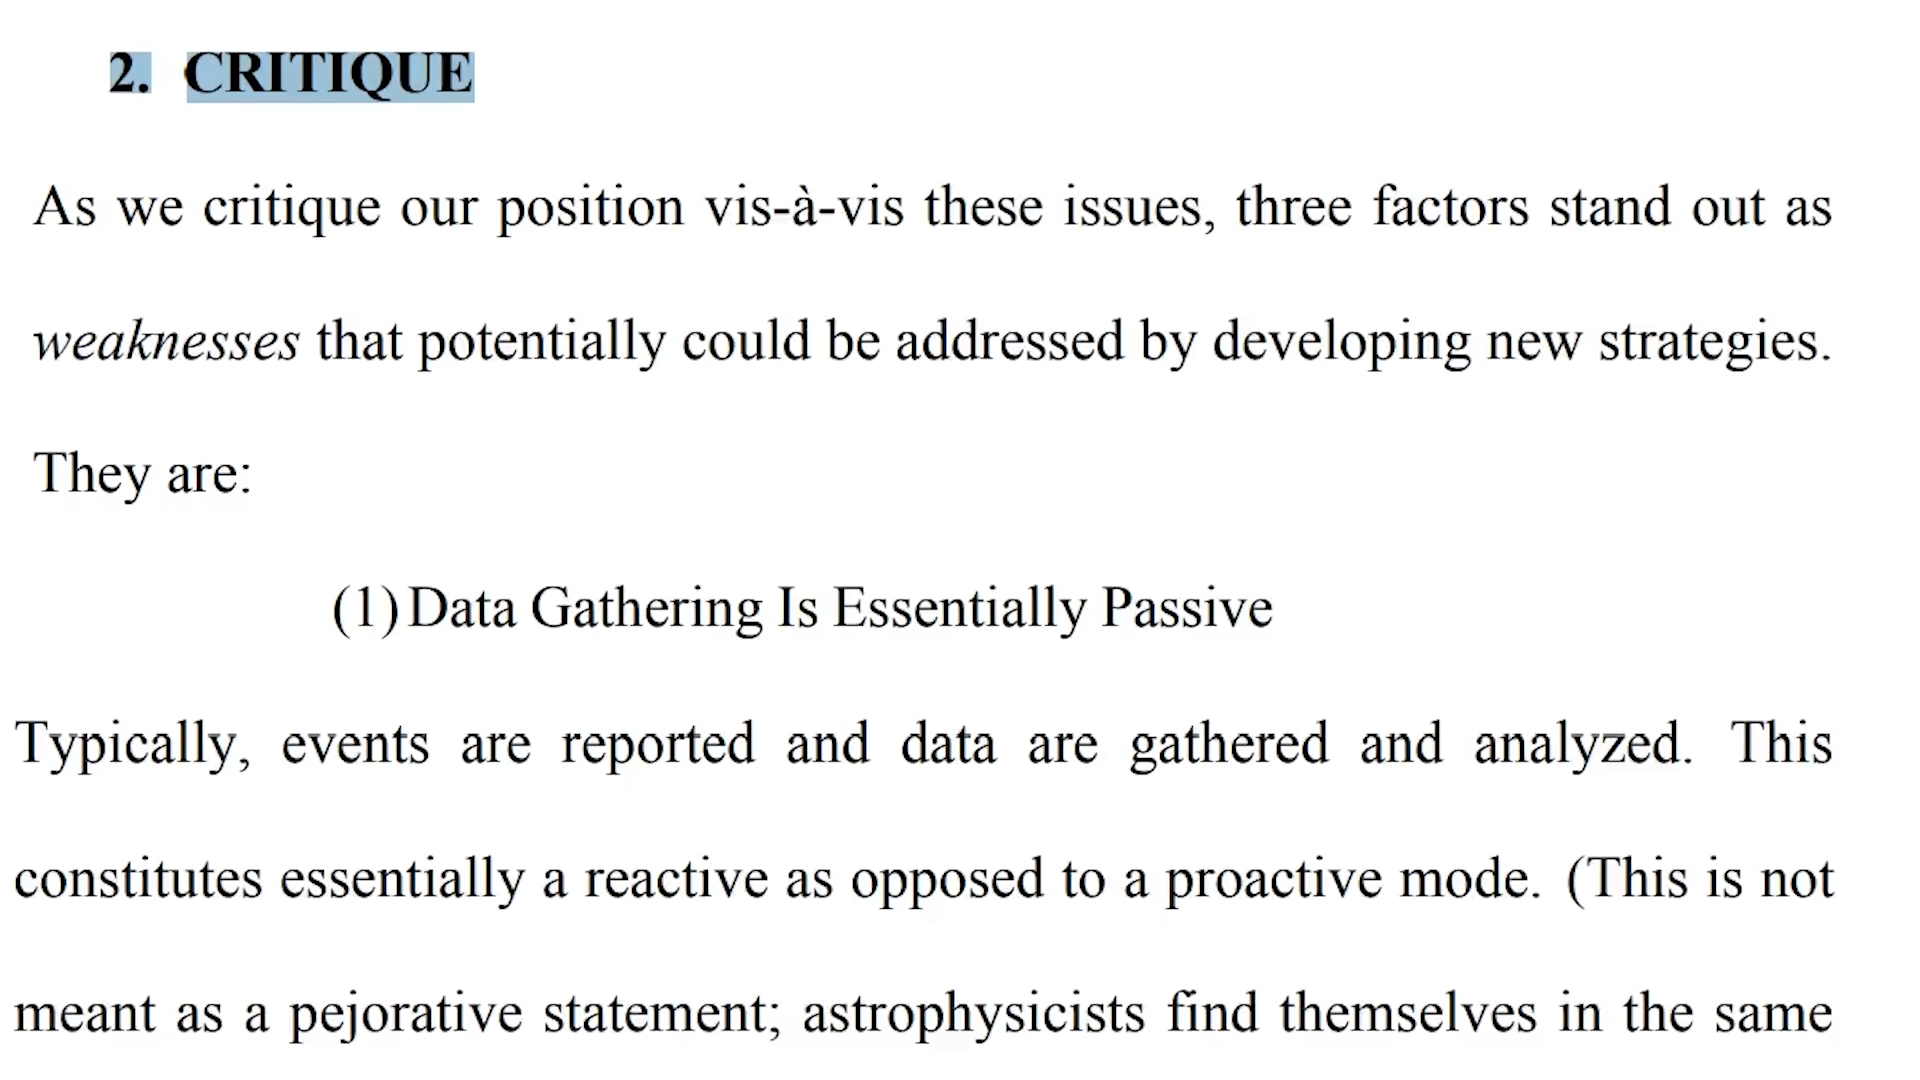 2. CRITIQUE
As we critique our position vis-à-vis these issues, three factors stand out as
weaknesses that potentially could be addressed by developing new strategies.
They are:
(1) Data Gathering Is Essentially Passive
Typically, events are reported and data are gathered and analyzed. This
constitutes essentially a reactive as opposed to a proactive mode. (This is not
meant as a pejorative statement; astrophysicists find themselves in the same